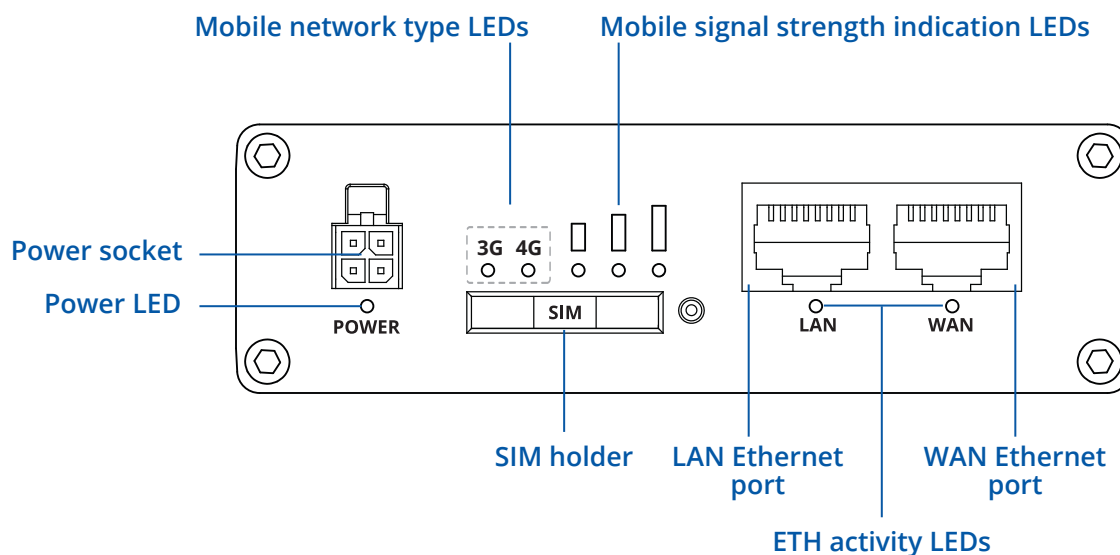 Mobile network type LEDs
Mobile signal strength indication LEDs
3G 4G
Power socket
Power LED
POWER
SIM
LAN
WAN
SIM holder
LAN Ethernet
port
WAN Ethernet
port
ETH activity LEDs